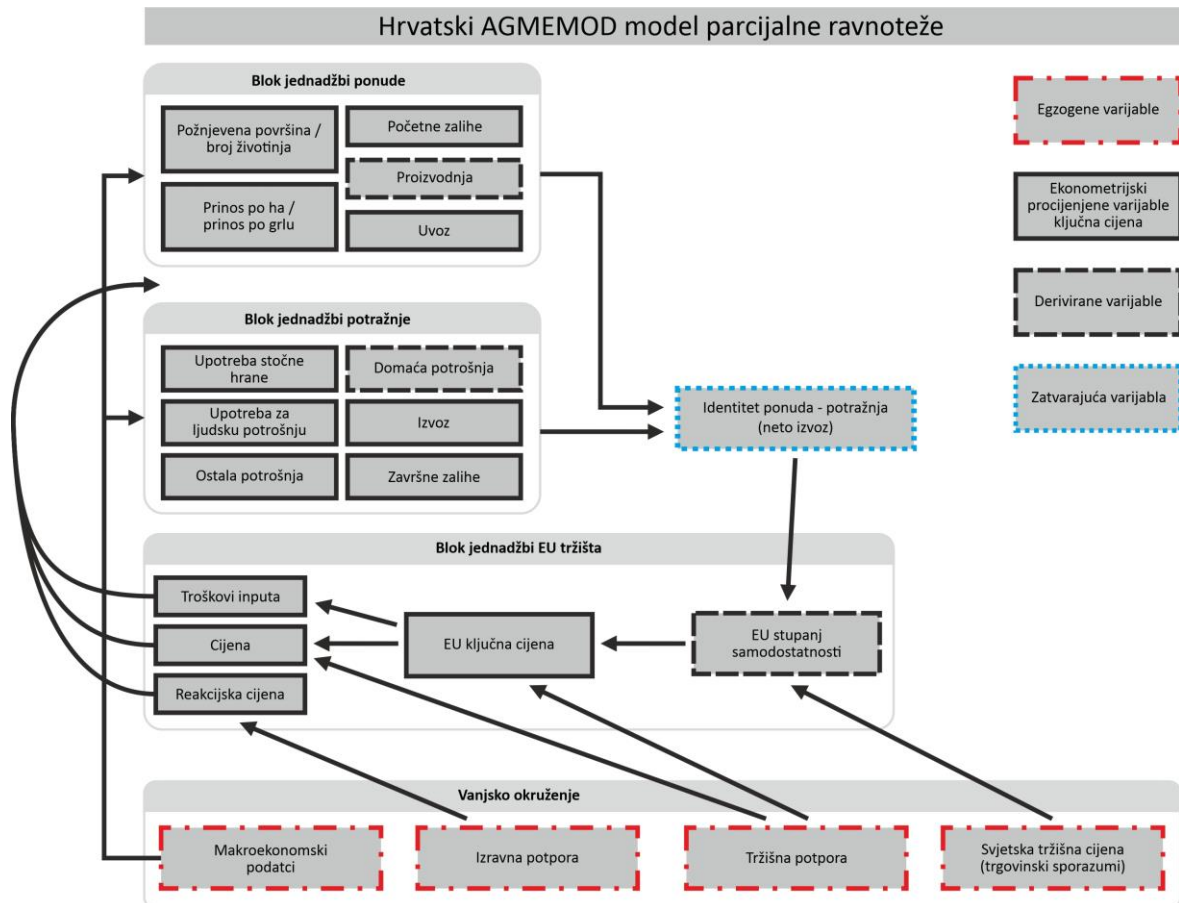 Hrvatski AGMEMOD model parcijalne ravnoteže
Blok jednadžbi ponude
Požnjevena površina /
broj životinja
Prinos po ha /
prinos po grlu
Početne zalihe
Proizvodnja
Uvoz
Blok jednadžbi potražnje
Upotreba stočne
hrane
Upotreba za
ljudsku potrošnju
Ostala potrošnja
Domaća potrošnja
Izvoz
Završne zalihe
Identitet ponuda - potražnja
(neto izvoz)
Egzogene varijable
Ekonometrijski
procijenjene varijable
ključna cijena
Derivirane varijable
Zatvarajuća varijabla
Blok jednadžbi EU tržišta
Troškovi inputa
Cijena
Reakcijska cijena
EU ključna cijena
EU stupanj
samodostatnosti
Vanjsko okruženje
Makroekonomski
podatci
Izravna potpora
Tržišna potpora
Svjetska tržišna cijena
(trgovinski sporazumi)